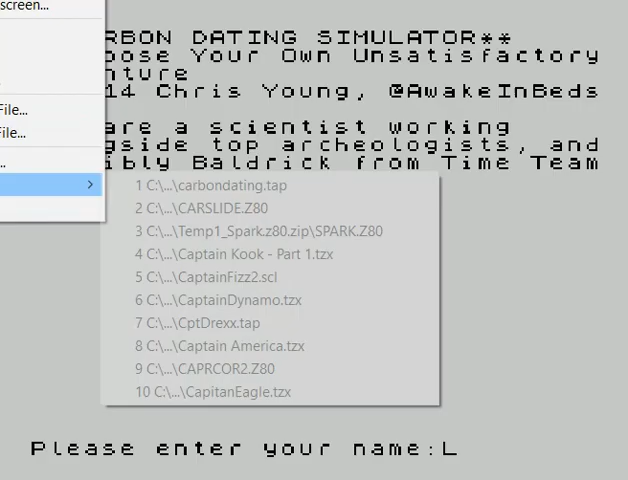 screen...
RBON DATING SIMULATOR**
oose Your Own Unsatisfactory
nture
14 Chris Young, @AwakeInBeds
File...
File...
are a scientist working
gside top archeologists, and
ibly Baldrick from Time Team
...
1 C:\...\carbondating.tap
2 C:\...\CARSLIDE.Z80
3 C:\...\Temp1_Spark.z80.zip\SPARK.Z80
4 C:\...\Captain Kook - Part 1.tzx
5 C:\...\CaptainFizz2.scl
6 C:\...\CaptainDynamo.tzx
7 C:\...\CptDrexx.tap
8 C:\...\Captain America.tzx
9 C:\...\CAPRCOR2.Z80
10 C:\...\CapitanEagle.tzx
Please enter your name:L